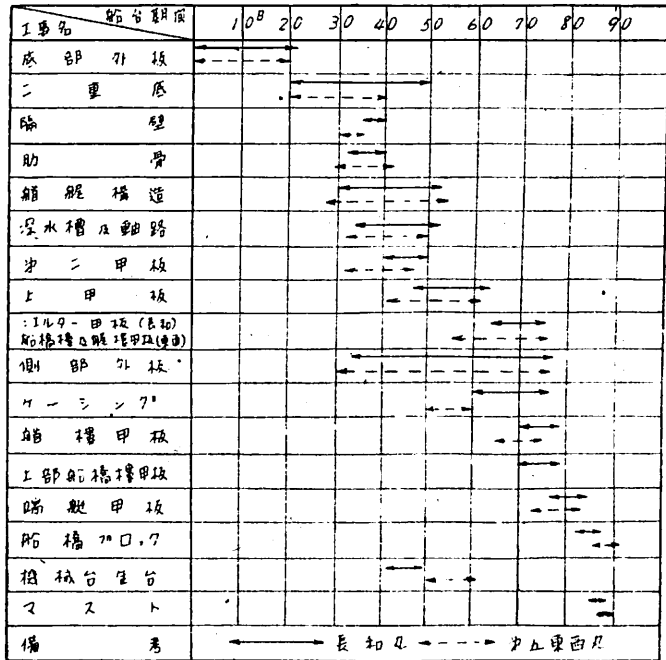 船台期間
工事名
10日 20 30 40 50 60 70 80 90
底部外板
二重底
隔壁
肋骨
艏艉構造
深水槽及軸路
第二甲板
上甲板
シエルター甲板(長和)
船橋楼及艉楼甲板(東西)
側部外板
ケーシング
艏樓甲板
上部船橋樓甲板
端艇甲板
船橋ブロック
機械台生台
マスト
備考 長和丸 第五東西丸